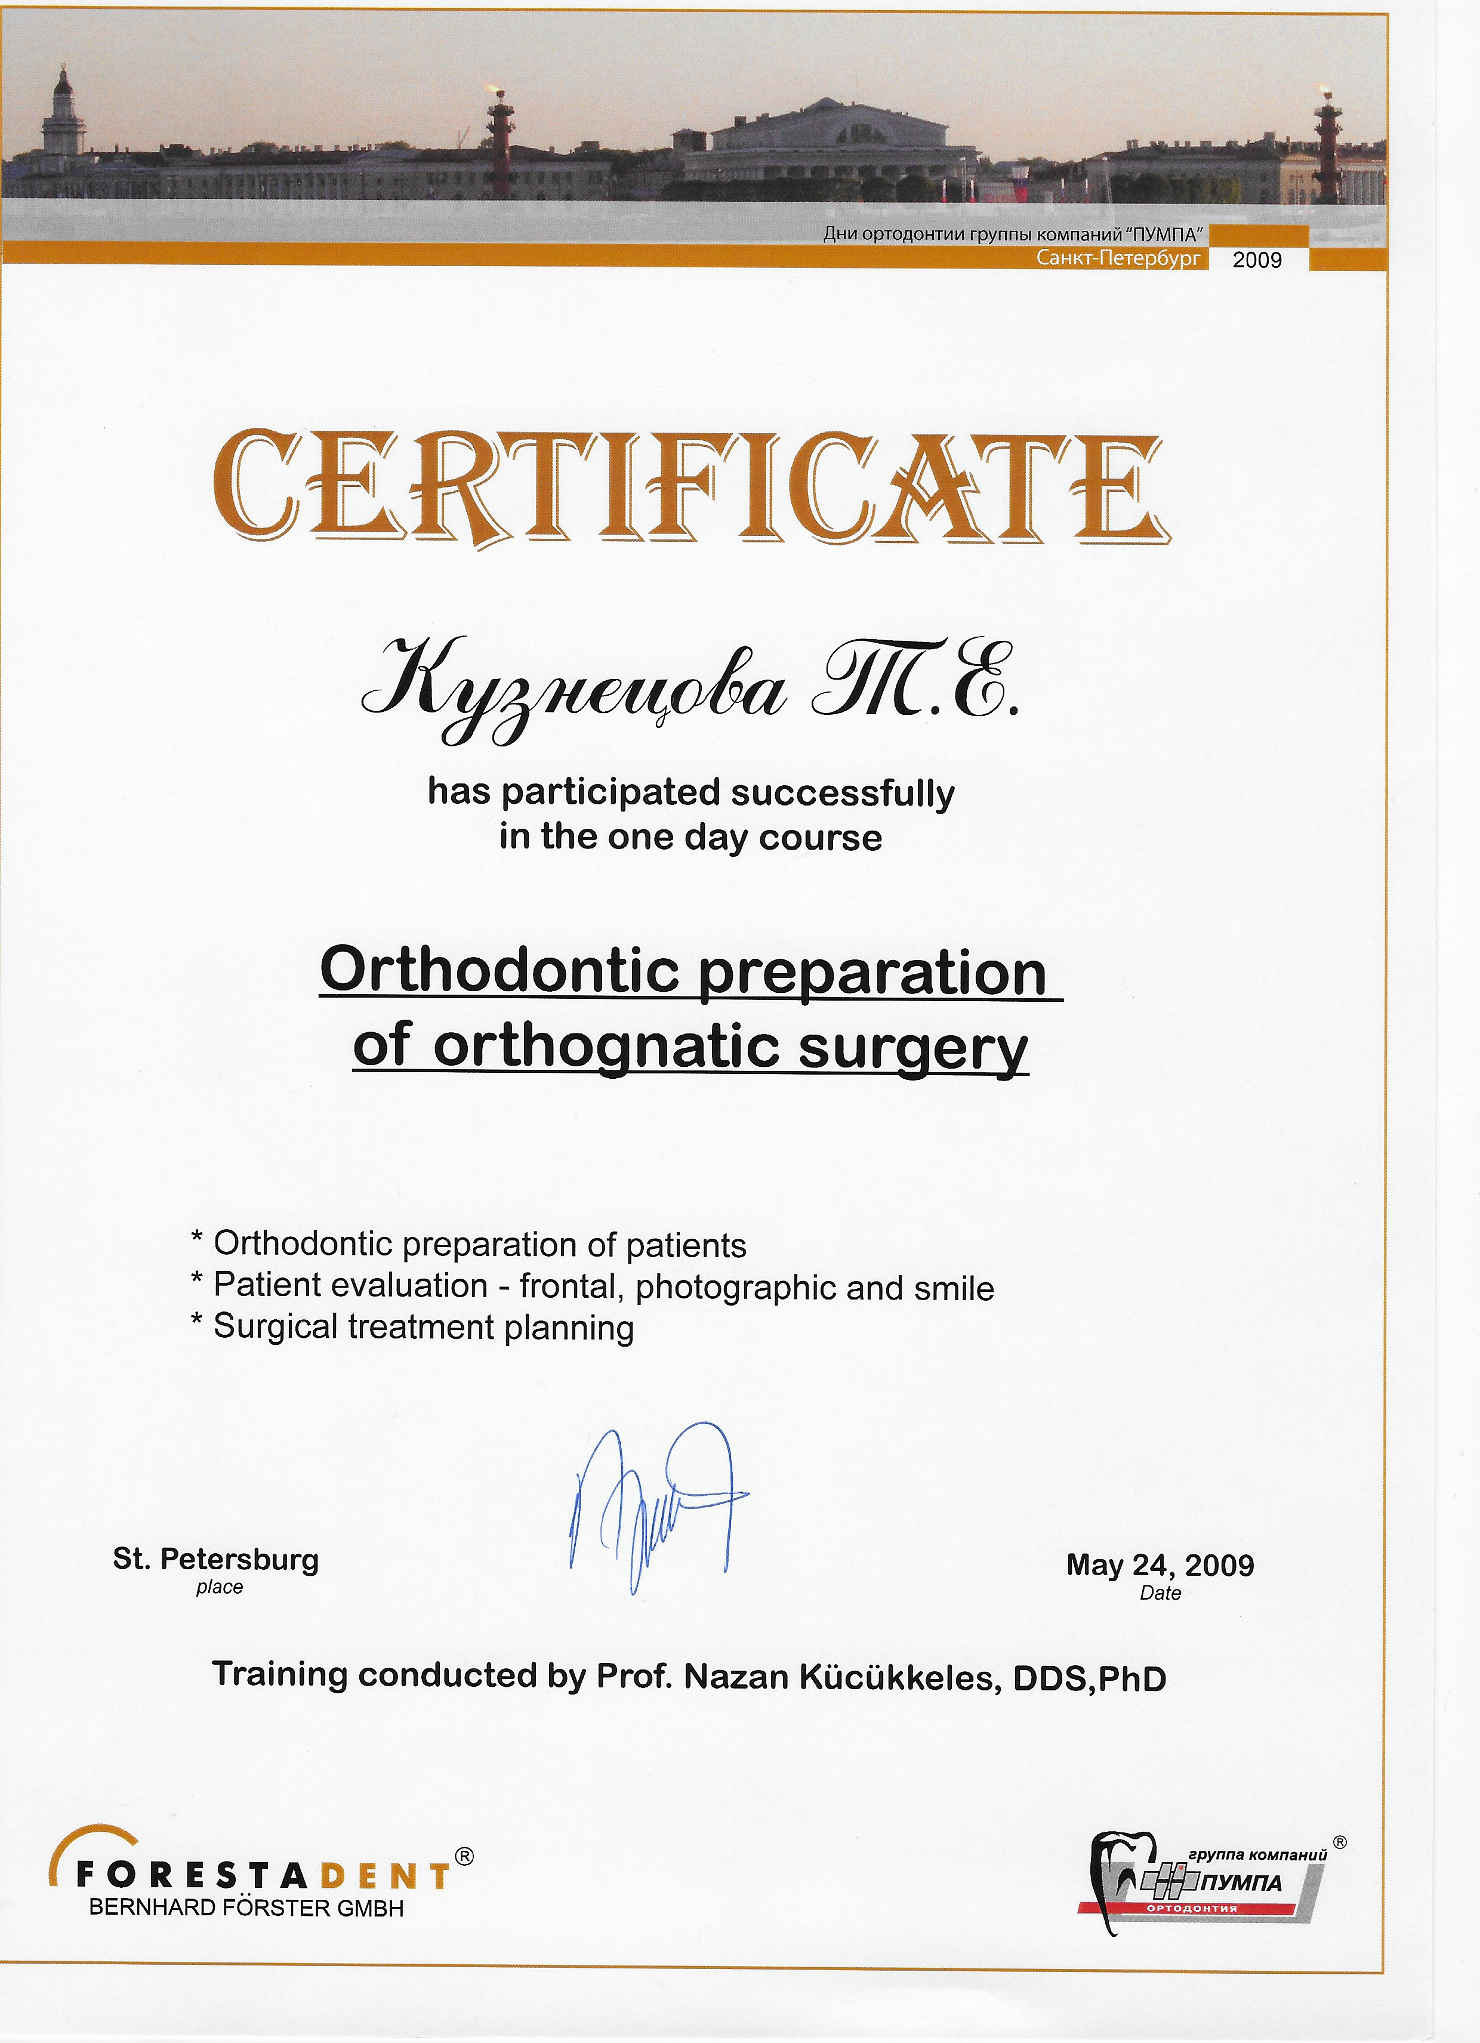 Дни ортодонтии группы компаний "ПУМПА"
Санкт-Петербург 2009
CERTIFICATE
Кузнецова Т.Е.
has participated successfully
in the one day course
Orthodontic preparation
of orthognatic surgery
* Orthodontic preparation of patients
* Patient evaluation - frontal, photographic and smile
* Surgical treatment planning
St. Petersburg
place
May 24, 2009
Date
Training conducted by Prof. Nazan Kücükkeles, DDS,PhD
FORESTADENT®
BERNHARD FÖRSTER GMBH
группа компаний ®
ПУМПА
ОРТОДОНТИЯ